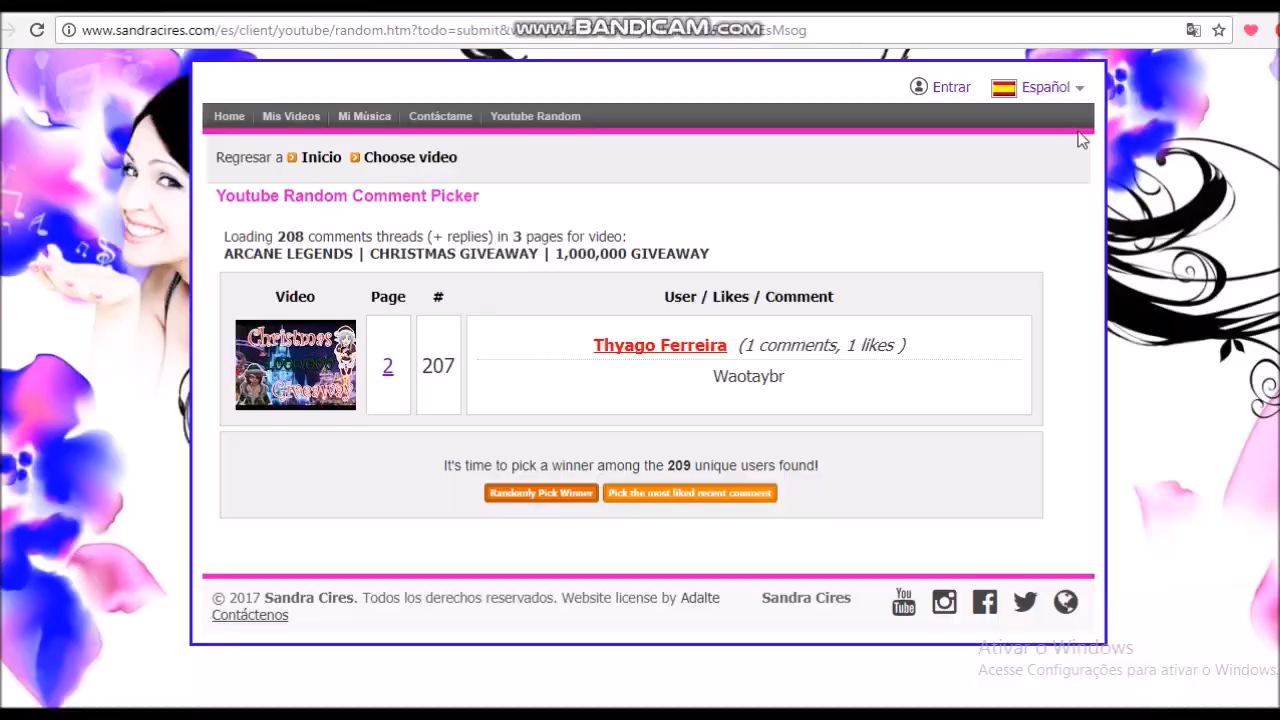 www.BANDICAM.com
www.sandracires.com/es/client/youtube/random.htm?todo=submit&
Entrar Español
Home Mis Videos Mi Mùsica Contáctame Youtube Random
Regresar a Inicio Choose video
Youtube Random Comment Picker
Loading 208 comments threads (+ replies) in 3 pages for video:
ARCANE LEGENDS | CHRISTMAS GIVEAWAY | 1,000,000 GIVEAWAY
Video Page # User / Likes / Comment
Christmas
Giveaway
2 207
Thyago Ferreira (1 comments, 1 likes )
Waotaybr
It's time to pick a winner among the 209 unique users found!
Randomly Pick Winner Pick the most liked recent comment
© 2017 Sandra Cires. Todos los derechos reservados. Website license by Adalte Sandra Cires
You
Tube
Contáctenos
Ativar o Windows
Acesse Configurações para ativar o Windows.